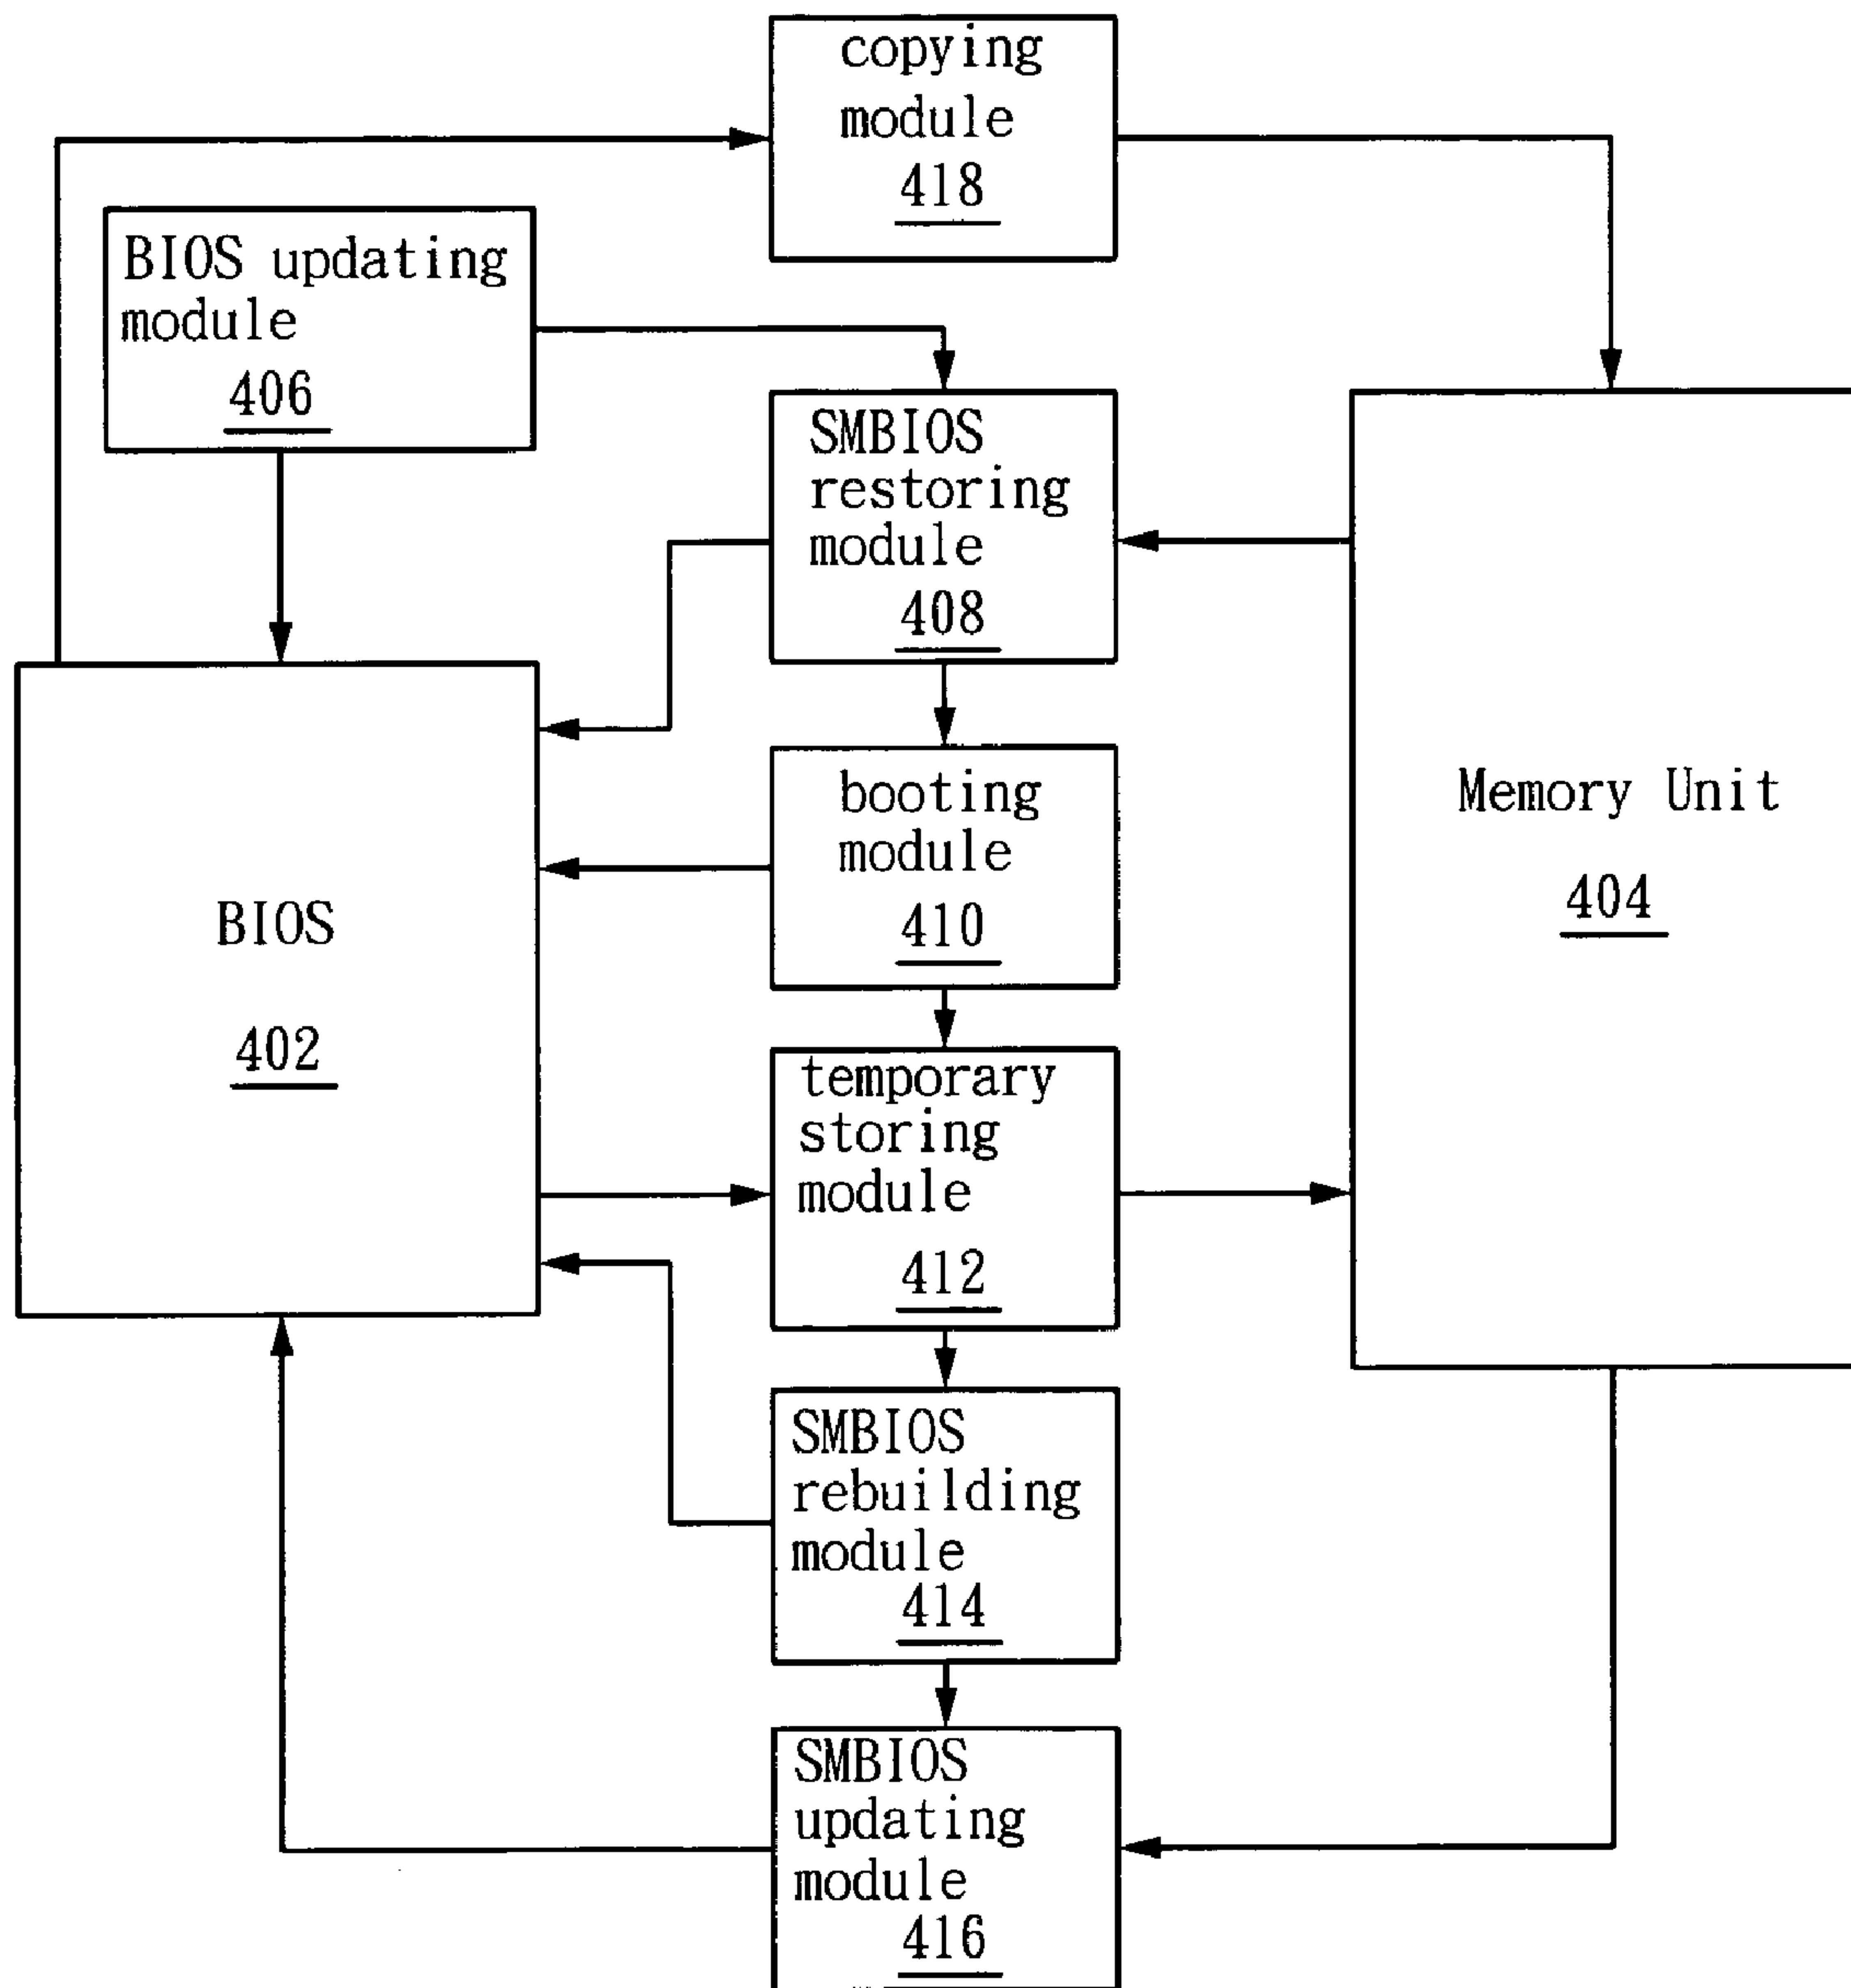 copying
module
418
BIOS updating
module
406
SMBIOS
restoring
module
408
booting
module
410
Memory Unit
404
BIOS
402
temporary
storing
module
412
SMBIOS
rebuilding
module
414
SMBIOS
updating
module
416